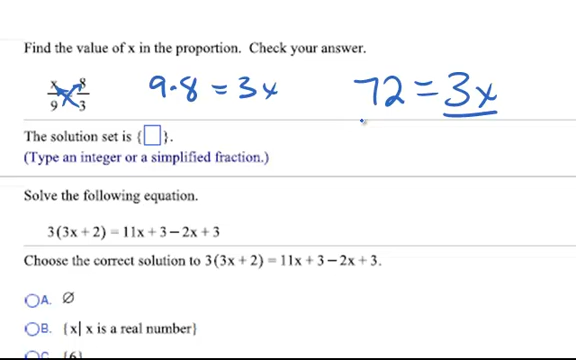 Find the value of x in the proportion. Check your answer.
x/9 = 8/3 9·8 = 3x 72 = 3x
The solution set is { }.
(Type an integer or a simplified fraction.)
Solve the following equation.
3(3x + 2) = 11x + 3 − 2x + 3
Choose the correct solution to 3(3x + 2) = 11x + 3 − 2x + 3.
A. ∅
B. {x| x is a real number}
C. {6}